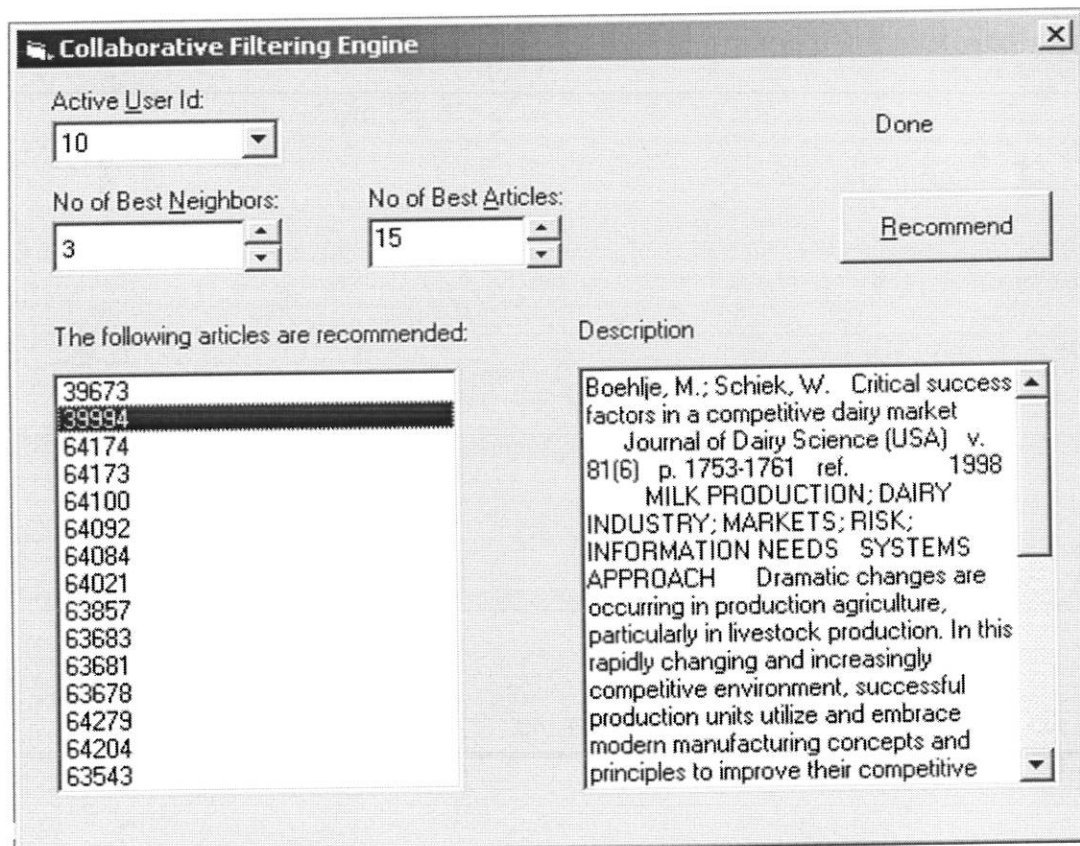 Collaborative Filtering Engine
Active User Id:
10
Done
No of Best Neighbors:
No of Best Articles:
3
15
Recommend
The following articles are recommended:
39673
39994
64174
64173
64100
64092
64084
64021
63857
63683
63681
63678
64279
64204
63543
Description
Boehlje, M.; Schiek, W. Critical success
factors in a competitive dairy market
Journal of Dairy Science (USA) v.
81(6) p. 1753-1761 ref. 1998
MILK PRODUCTION; DAIRY
INDUSTRY; MARKETS; RISK;
INFORMATION NEEDS SYSTEMS
APPROACH Dramatic changes are
occurring in production agriculture,
particularly in livestock production. In this
rapidly changing and increasingly
competitive environment, successful
production units utilize and embrace
modern manufacturing concepts and
principles to improve their competitive